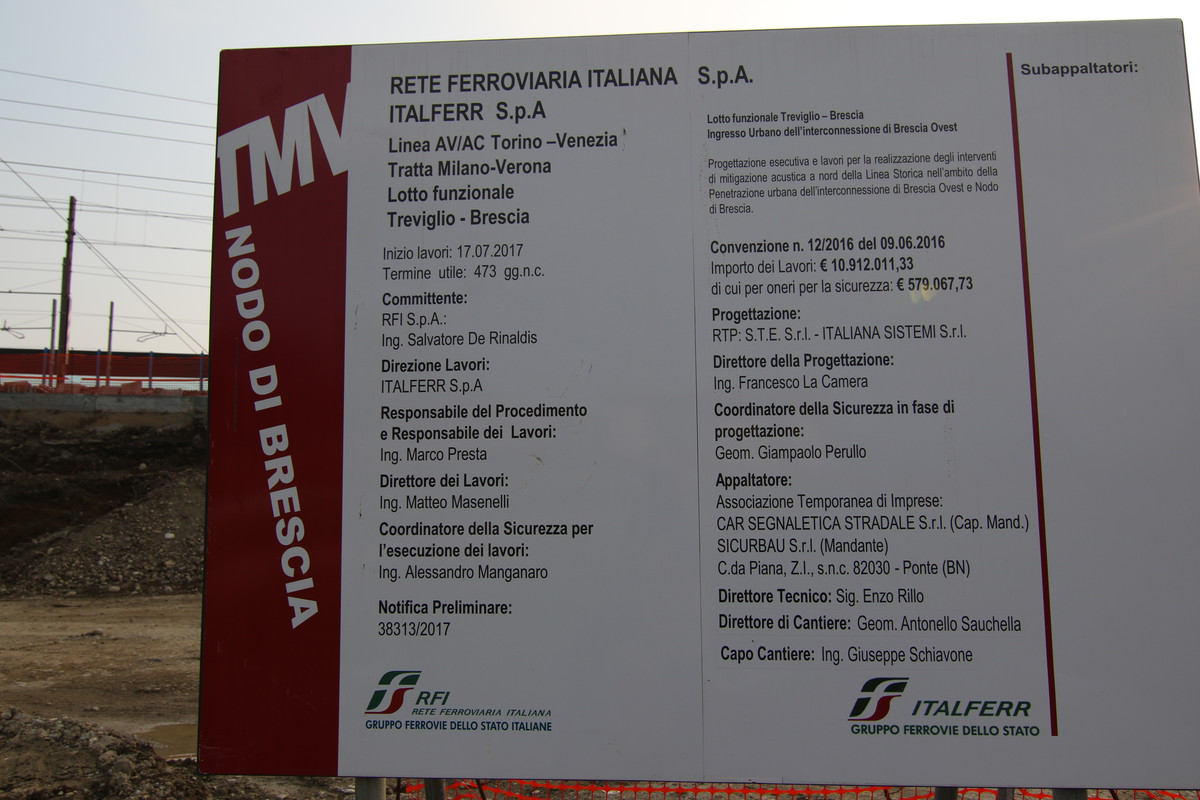 TMV
NODO DI BRESCIA
RETE FERROVIARIA ITALIANA S.p.A.
ITALFERR S.p.A
Linea AV/AC Torino –Venezia
Tratta Milano-Verona
Lotto funzionale
Treviglio - Brescia
Inizio lavori: 17.07.2017
Termine utile: 473 gg.n.c.
Committente:
RFI S.p.A.:
Ing. Salvatore De Rinaldis
Direzione Lavori:
ITALFERR S.p.A
Responsabile del Procedimento
e Responsabile dei Lavori:
Ing. Marco Presta
Direttore dei Lavori:
Ing. Matteo Masenelli
Coordinatore della Sicurezza per
l'esecuzione dei lavori:
Ing. Alessandro Manganaro
Notifica Preliminare:
38313/2017
RFI
RETE FERROVIARIA ITALIANA
GRUPPO FERROVIE DELLO STATO ITALIANE
Lotto funzionale Treviglio – Brescia
Ingresso Urbano dell'interconnessione di Brescia Ovest
Progettazione esecutiva e lavori per la realizzazione degli interventi
di mitigazione acustica a nord della Linea Storica nell'ambito della
Penetrazione urbana dell'interconnessione di Brescia Ovest e Nodo
di Brescia.
Convenzione n. 12/2016 del 09.06.2016
Importo dei Lavori: € 10.912.011,33
di cui per oneri per la sicurezza: € 579.067,73
Progettazione:
RTP: S.T.E. S.r.l. - ITALIANA SISTEMI S.r.l.
Direttore della Progettazione:
Ing. Francesco La Camera
Coordinatore della Sicurezza in fase di
progettazione:
Geom. Giampaolo Perullo
Appaltatore:
Associazione Temporanea di Imprese:
CAR SEGNALETICA STRADALE S.r.l. (Cap. Mand.)
SICURBAU S.r.l. (Mandante)
C.da Piana, Z.I., s.n.c. 82030 - Ponte (BN)
Direttore Tecnico: Sig. Enzo Rillo
Direttore di Cantiere: Geom. Antonello Sauchella
Capo Cantiere: Ing. Giuseppe Schiavone
ITALFERR
GRUPPO FERROVIE DELLO STATO
Subappaltatori: